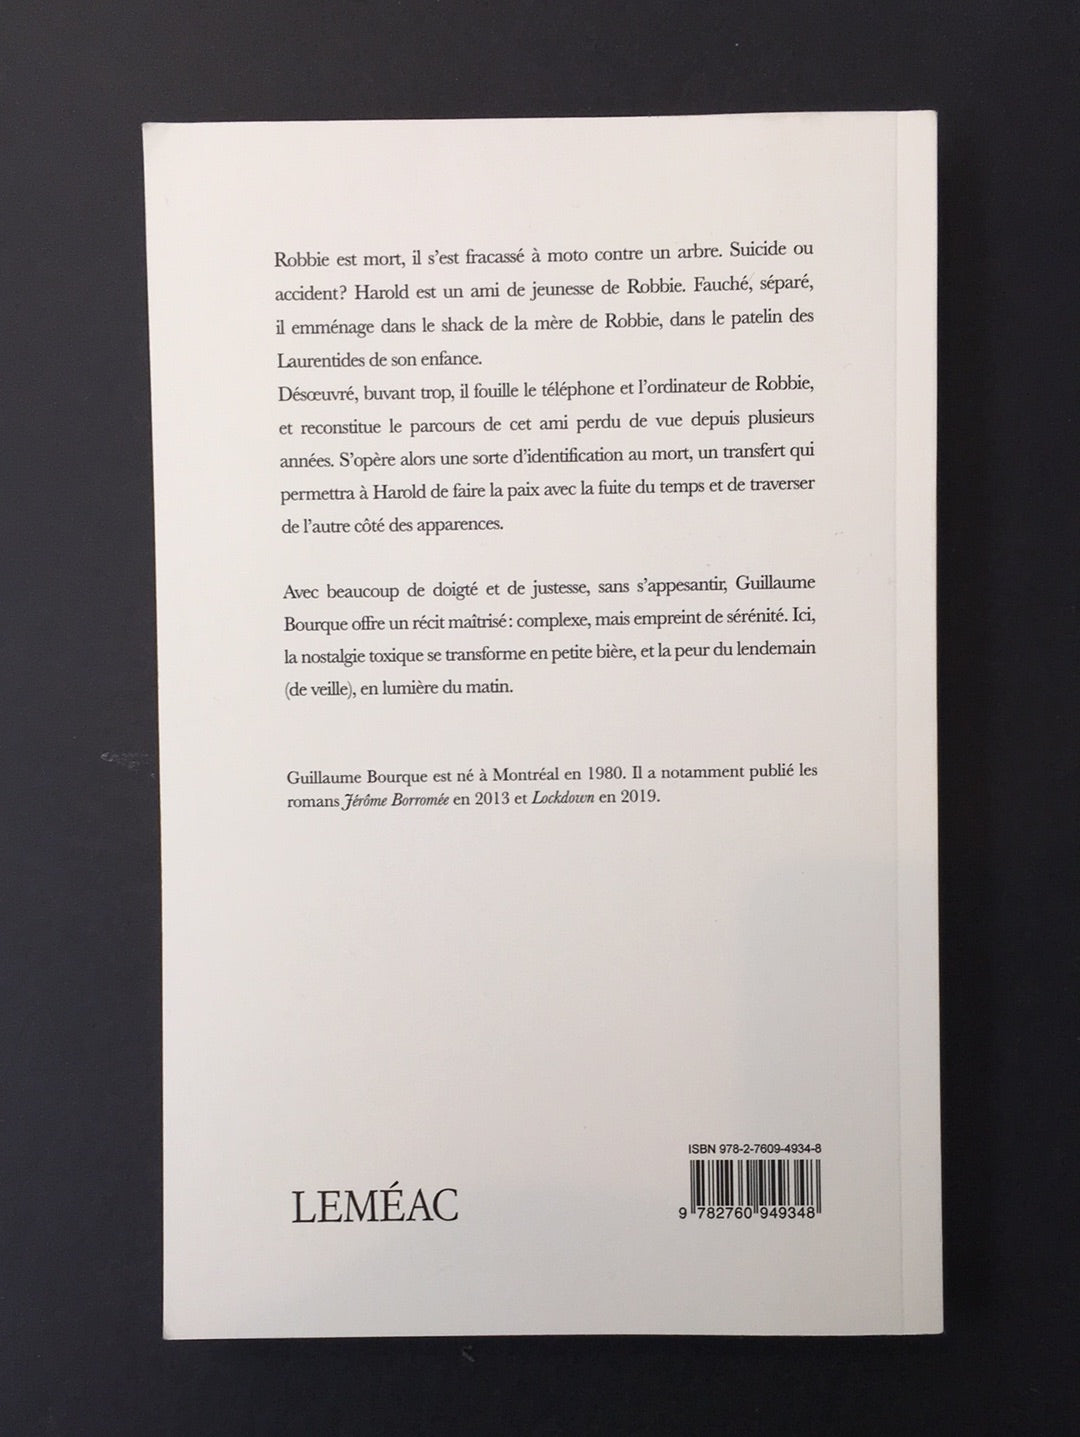 Robbie est mort, il s'est fracassé à moto contre un arbre. Suicide ou
accident? Harold est un ami de jeunesse de Robbie. Fauché, séparé,
il emménage dans le shack de la mère de Robbie, dans le patelin des
Laurentides de son enfance.
Désœuvré, buvant trop, il fouille le téléphone et l'ordinateur de Robbie,
et reconstitue le parcours de cet ami perdu de vue depuis plusieurs
années. S'opère alors une sorte d'identification au mort, un transfert qui
permettra à Harold de faire la paix avec la fuite du temps et de traverser
de l'autre côté des apparences.
Avec beaucoup de doigté et de justesse, sans s'appesantir, Guillaume
Bourque offre un récit maîtrisé: complexe, mais empreint de sérénité. Ici,
la nostalgie toxique se transforme en petite bière, et la peur du lendemain
(de veille), en lumière du matin.
Guillaume Bourque est né à Montréal en 1980. Il a notamment publié les
romans Jérôme Borromée en 2013 et Lockdown en 2019.
ISBN 978-2-7609-4934-8
LEMÉAC
9 782760 949348